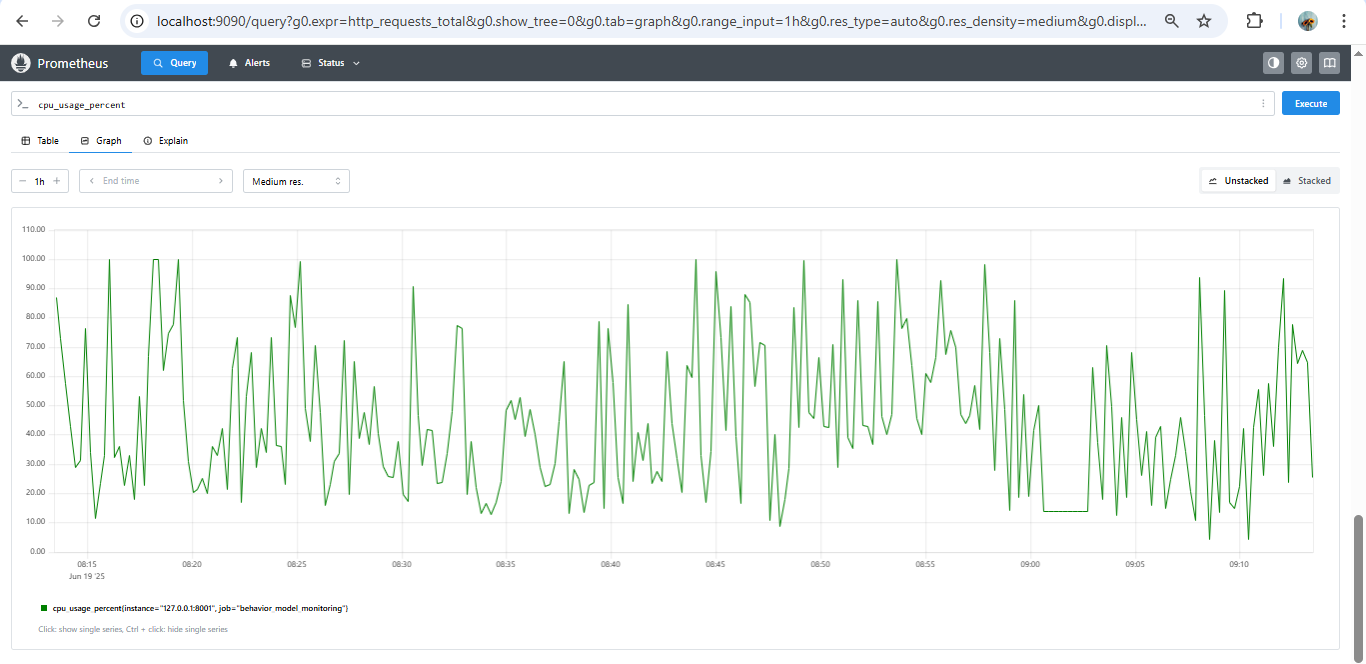 localhost:9090/query?g0.expr=http_requests_total&g0.show_tree=0&g0.tab=graph&g0.range_input=1h&g0.res_type=auto&g0.res_density=medium&g0.displ...
Prometheus Query Alerts Status
>_ cpu_usage_percent Execute
Table Graph Explain
− 1h + End time Medium res. Unstacked Stacked
110.00
100.00
90.00
80.00
70.00
60.00
50.00
40.00
30.00
20.00
10.00
0.00
08:15 08:20 08:25 08:30 08:35 08:40 08:45 08:50 08:55 09:00 09:05 09:10
Jun 19 '25
cpu_usage_percent{instance="127.0.0.1:8001", job="behavior_model_monitoring"}
Click: show single series, Ctrl + click: hide single series